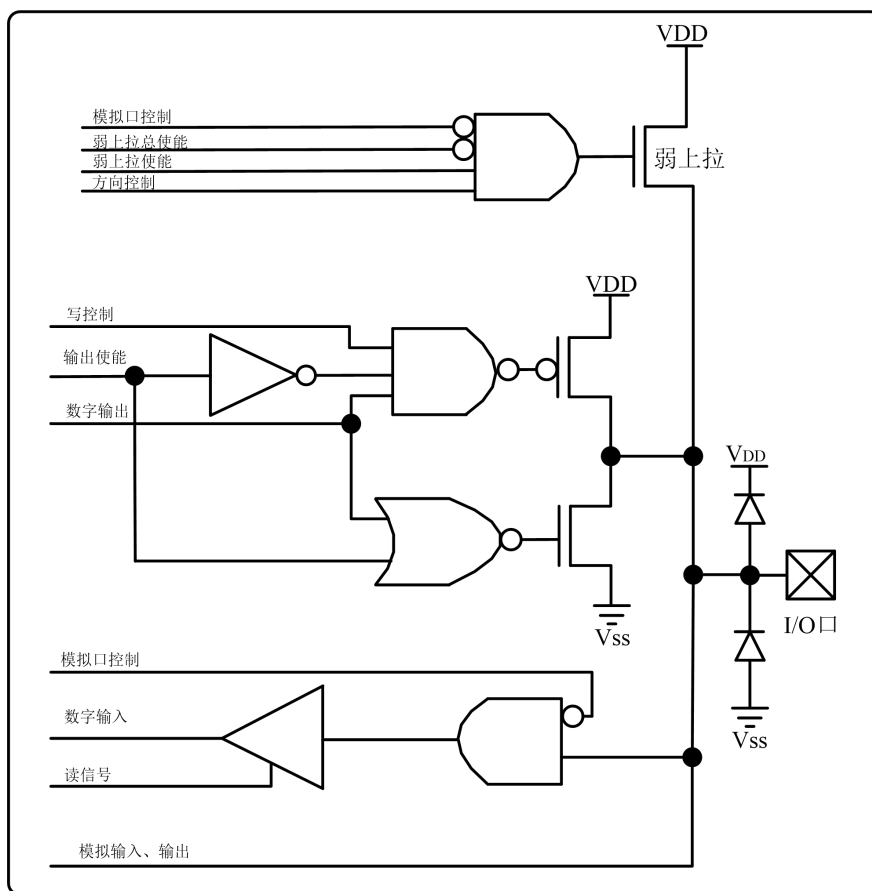 VDD
模拟口控制
弱上拉总使能
弱上拉使能
方向控制
弱上拉
VDD
写控制
输出使能
数字输出
VDD
I/O口
Vss
模拟口控制
数字输入
Vss
读信号
模拟输入、输出